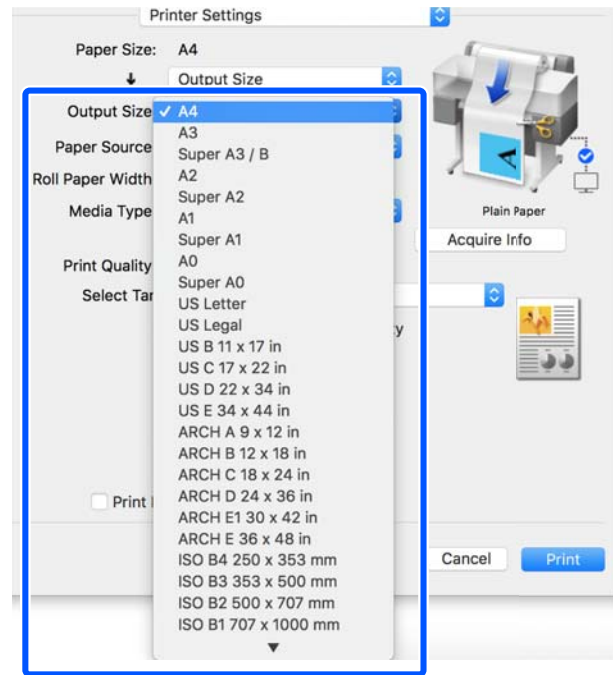 Printer Settings
Paper Size: A4
Output Size
Output Size ✓ A4
A3
Paper Source
Super A3 / B
A2
Roll Paper Width
Super A2
Media Type
A1
Plain Paper
Super A1
Acquire Info
A0
Print Quality
Super A0
Select Tar
US Letter
US Legal
y
US B 11 x 17 in
US C 17 x 22 in
US D 22 x 34 in
US E 34 x 44 in
ARCH A 9 x 12 in
ARCH B 12 x 18 in
ARCH C 18 x 24 in
ARCH D 24 x 36 in
Print
ARCH E1 30 x 42 in
ARCH E 36 x 48 in
ISO B4 250 x 353 mm
Cancel
Print
ISO B3 353 x 500 mm
ISO B2 500 x 707 mm
ISO B1 707 x 1000 mm